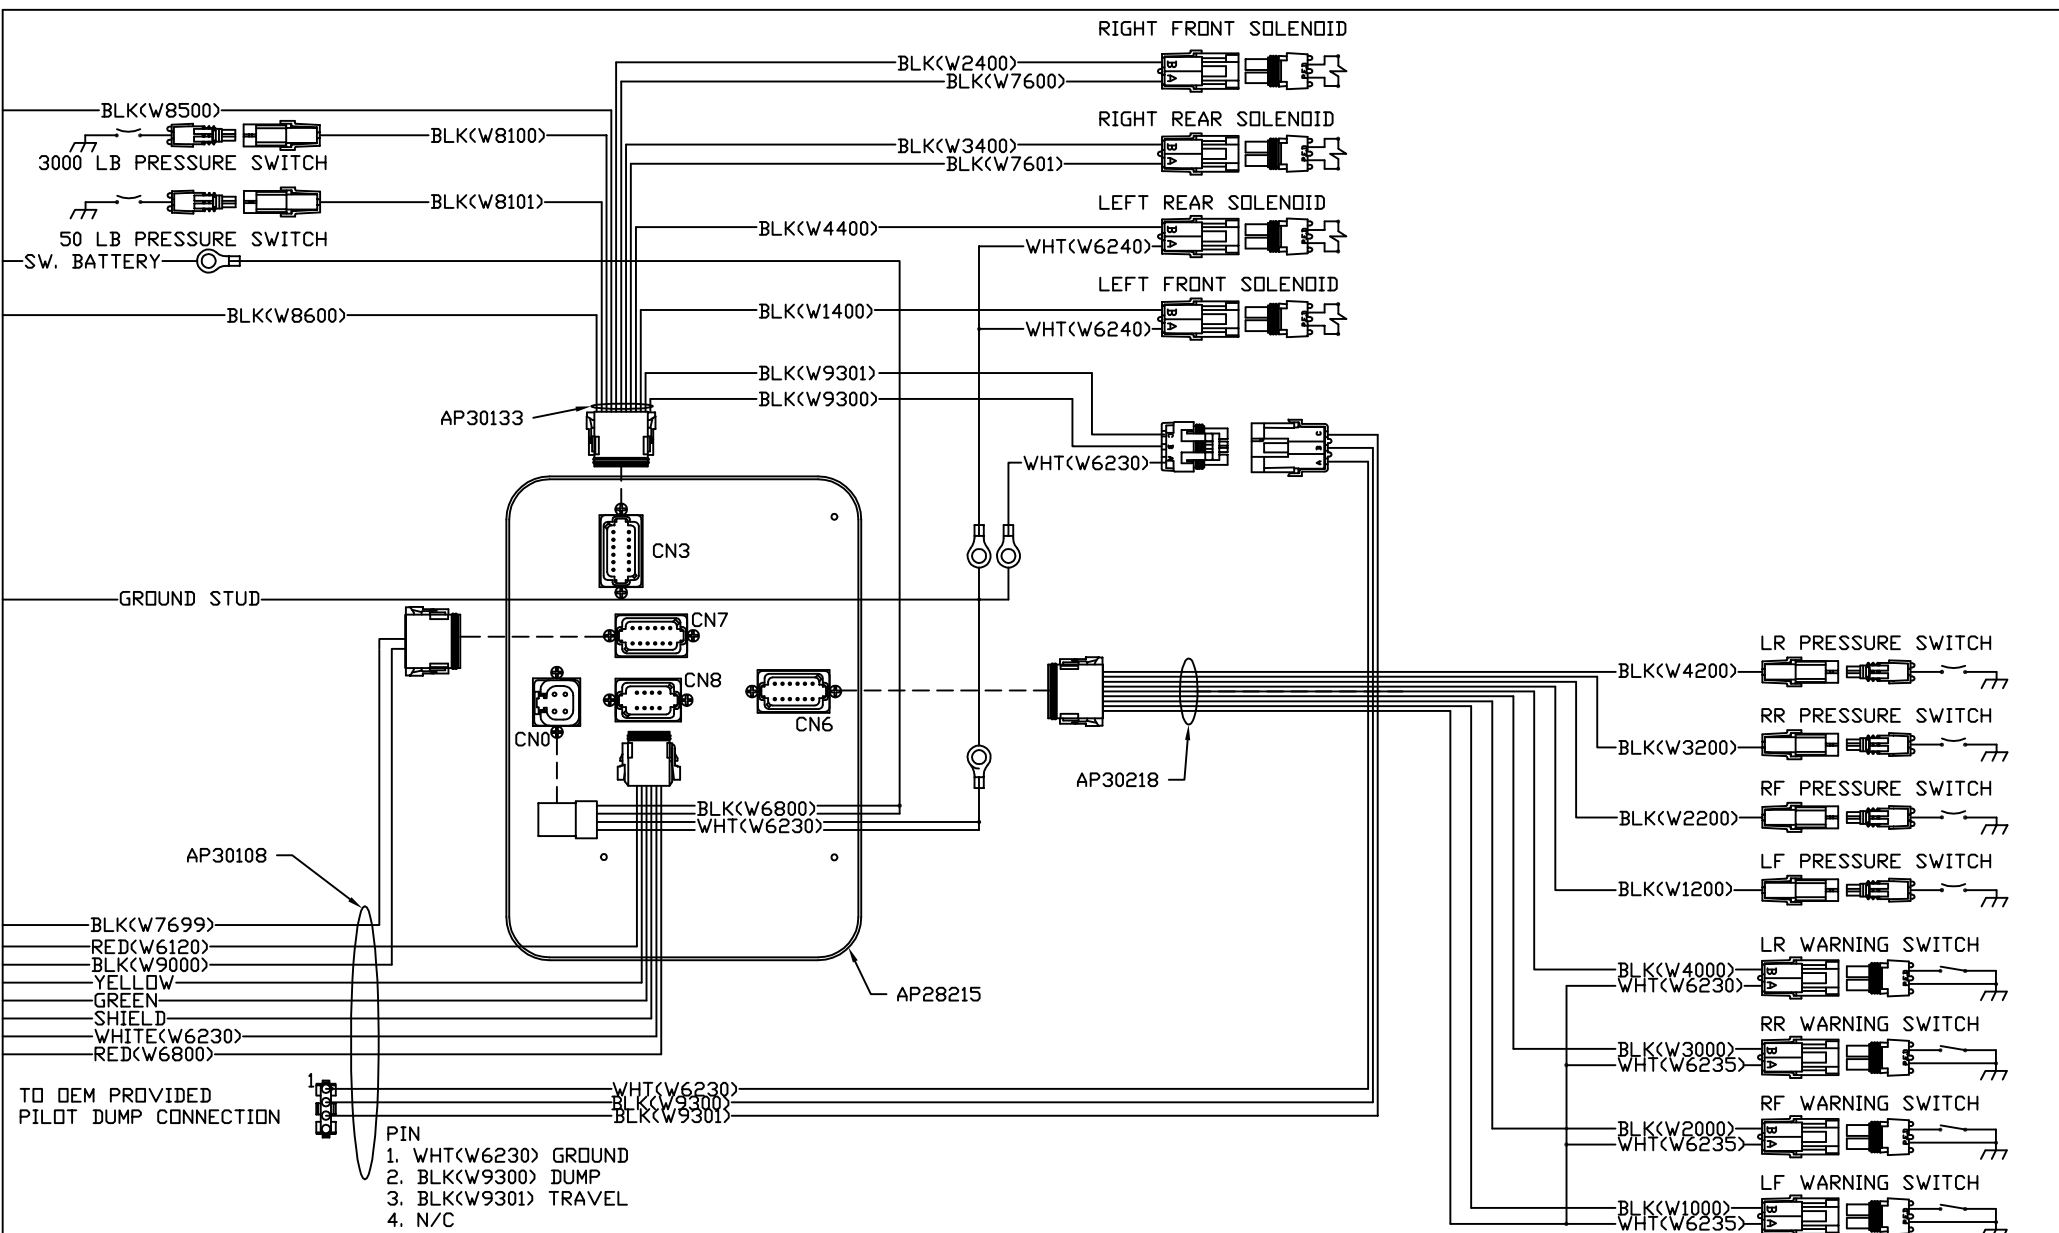 RIGHT FRONT SOLENOID
BLK(W2400)
B
A
BLK(W7600)
BLK(W8500)
RIGHT REAR SOLENOID
BLK(W8100)
BLK(W3400)
B
A
BLK(W7601)
3000 LB PRESSURE SWITCH
BLK(W8101)
LEFT REAR SOLENOID
BLK(W4400)
B
A
WHT(W6240)
50 LB PRESSURE SWITCH
SW. BATTERY
LEFT FRONT SOLENOID
BLK(W8600)
BLK(W1400)
B
A
WHT(W6240)
BLK(W9301)
BLK(W9300)
AP30133
C
B
A
C
B
A
WHT(W6230)
CN3
GROUND STUD
CN7
CN8
CN6
CN0
LR PRESSURE SWITCH
BLK(W4200)
RR PRESSURE SWITCH
BLK(W3200)
AP30218
RF PRESSURE SWITCH
BLK(W2200)
BLK(W6800)
WHT(W6230)
AP30108
LF PRESSURE SWITCH
BLK(W1200)
BLK(W7699)
RED(W6120)
BLK(W9000)
YELLOW
GREEN
SHIELD
WHITE(W6230)
RED(W6800)
AP28215
LR WARNING SWITCH
BLK(W4000)
B
A
WHT(W6230)
RR WARNING SWITCH
BLK(W3000)
B
A
WHT(W6235)
RF WARNING SWITCH
BLK(W2000)
B
A
WHT(W6235)
LF WARNING SWITCH
BLK(W1000)
B
A
WHT(W6235)
TO OEM PROVIDED
PILOT DUMP CONNECTION
1
WHT(W6230)
BLK(W9300)
BLK(W9301)
PIN
1. WHT(W6230) GROUND
2. BLK(W9300) DUMP
3. BLK(W9301) TRAVEL
4. N/C